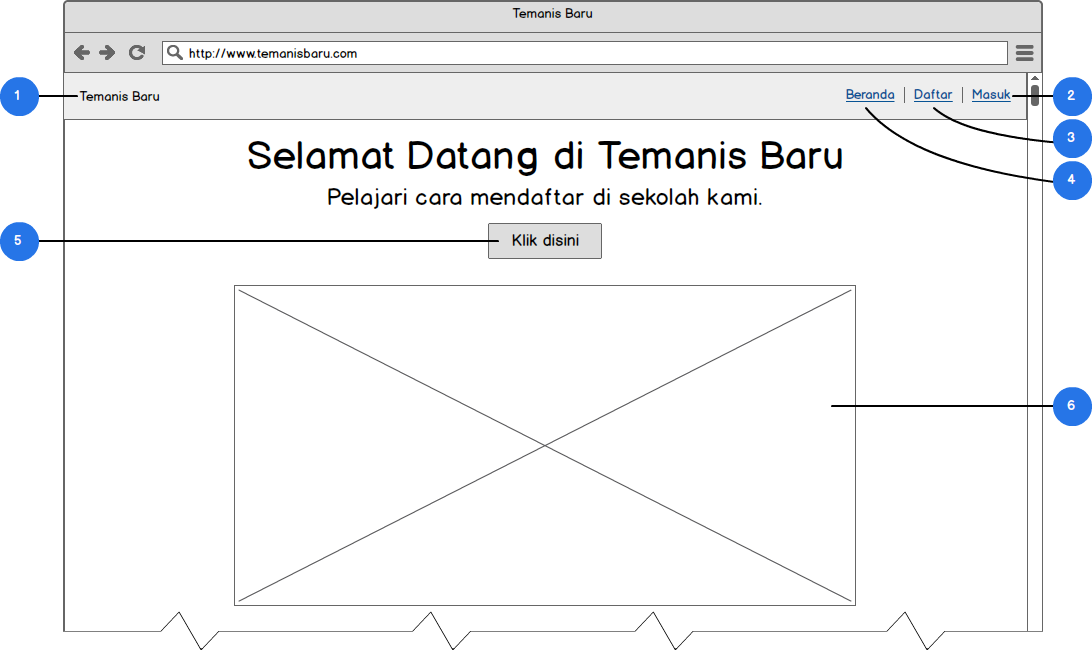 Temanis Baru
http://www.temanisbaru.com
1
Temanis Baru
Beranda
Daftar
Masuk
2
3
4
Selamat Datang di Temanis Baru
Pelajari cara mendaftar di sekolah kami.
5
Klik disini
6